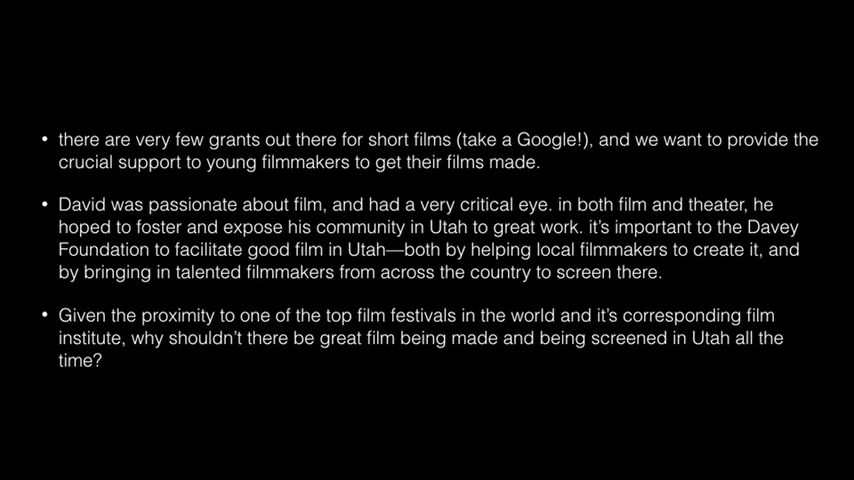 • there are very few grants out there for short films (take a Google!), and we want to provide the
crucial support to young filmmakers to get their films made.
• David was passionate about film, and had a very critical eye. in both film and theater, he
hoped to foster and expose his community in Utah to great work. it’s important to the Davey
Foundation to facilitate good film in Utah—both by helping local filmmakers to create it, and
by bringing in talented filmmakers from across the country to screen there.
• Given the proximity to one of the top film festivals in the world and it’s corresponding film
institute, why shouldn’t there be great film being made and being screened in Utah all the
time?